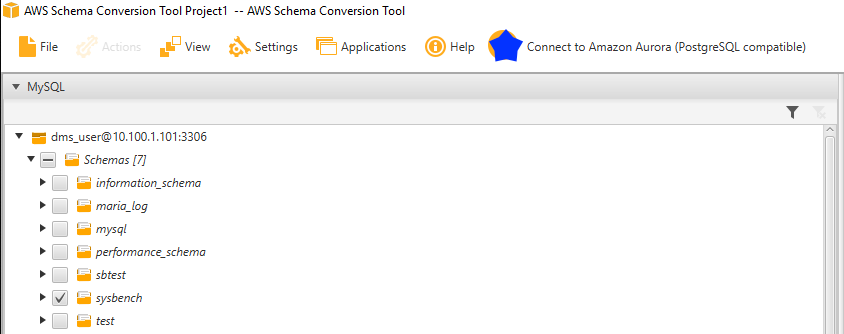 AWS Schema Conversion Tool Project1 -- AWS Schema Conversion Tool
File Actions View Settings Applications Help Connect to Amazon Aurora (PostgreSQL compatible)
MySQL
dms_user@10.100.1.101:3306
Schemas [7]
information_schema
maria_log
mysql
performance_schema
sbtest
sysbench
test